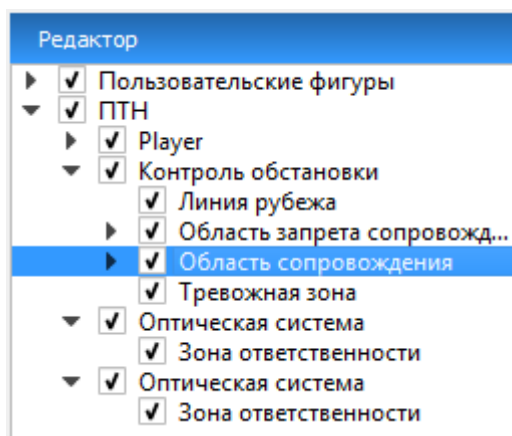 Редактор
Пользовательские фигуры
ПТН
Player
Контроль обстановки
Линия рубежа
Область запрета сопровожд...
Область сопровождения
Тревожная зона
Оптическая система
Зона ответственности
Оптическая система
Зона ответственности